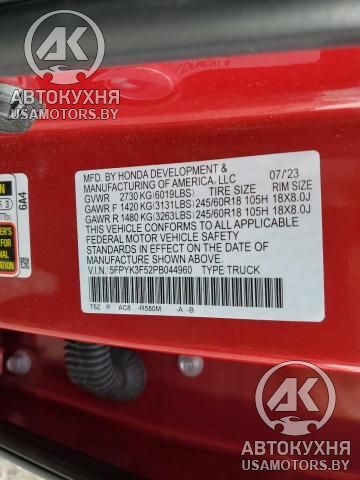 АК
АВТОКУХНЯ
USAMOTORS.BY
MFD. BY HONDA DEVELOPMENT & 07/23
MANUFACTURING OF AMERICA, LLC
GVWR 2730 KG (6019LBS) TIRE SIZE RIM SIZE
GAWR F 1420 KG (3131LBS) 245/60R18 105H 18X8.0J
GAWR R 1480 KG (3263LBS) 245/60R18 105H 18X8.0J
THIS VEHICLE CONFORMS TO ALL APPLICABLE
FEDERAL MOTOR VEHICLE SAFETY STANDARDS
IN EFFECT ON THE DATE OF MANUFACTURE
SHOWN ABOVE.
V.I.N. 5FPYK3F52PB044960 TYPE TRUCK
T6Z P AC8 -R580M -A -B
6A4
R 3
АК
АВТОКУХНЯ
USAMOTORS.BY